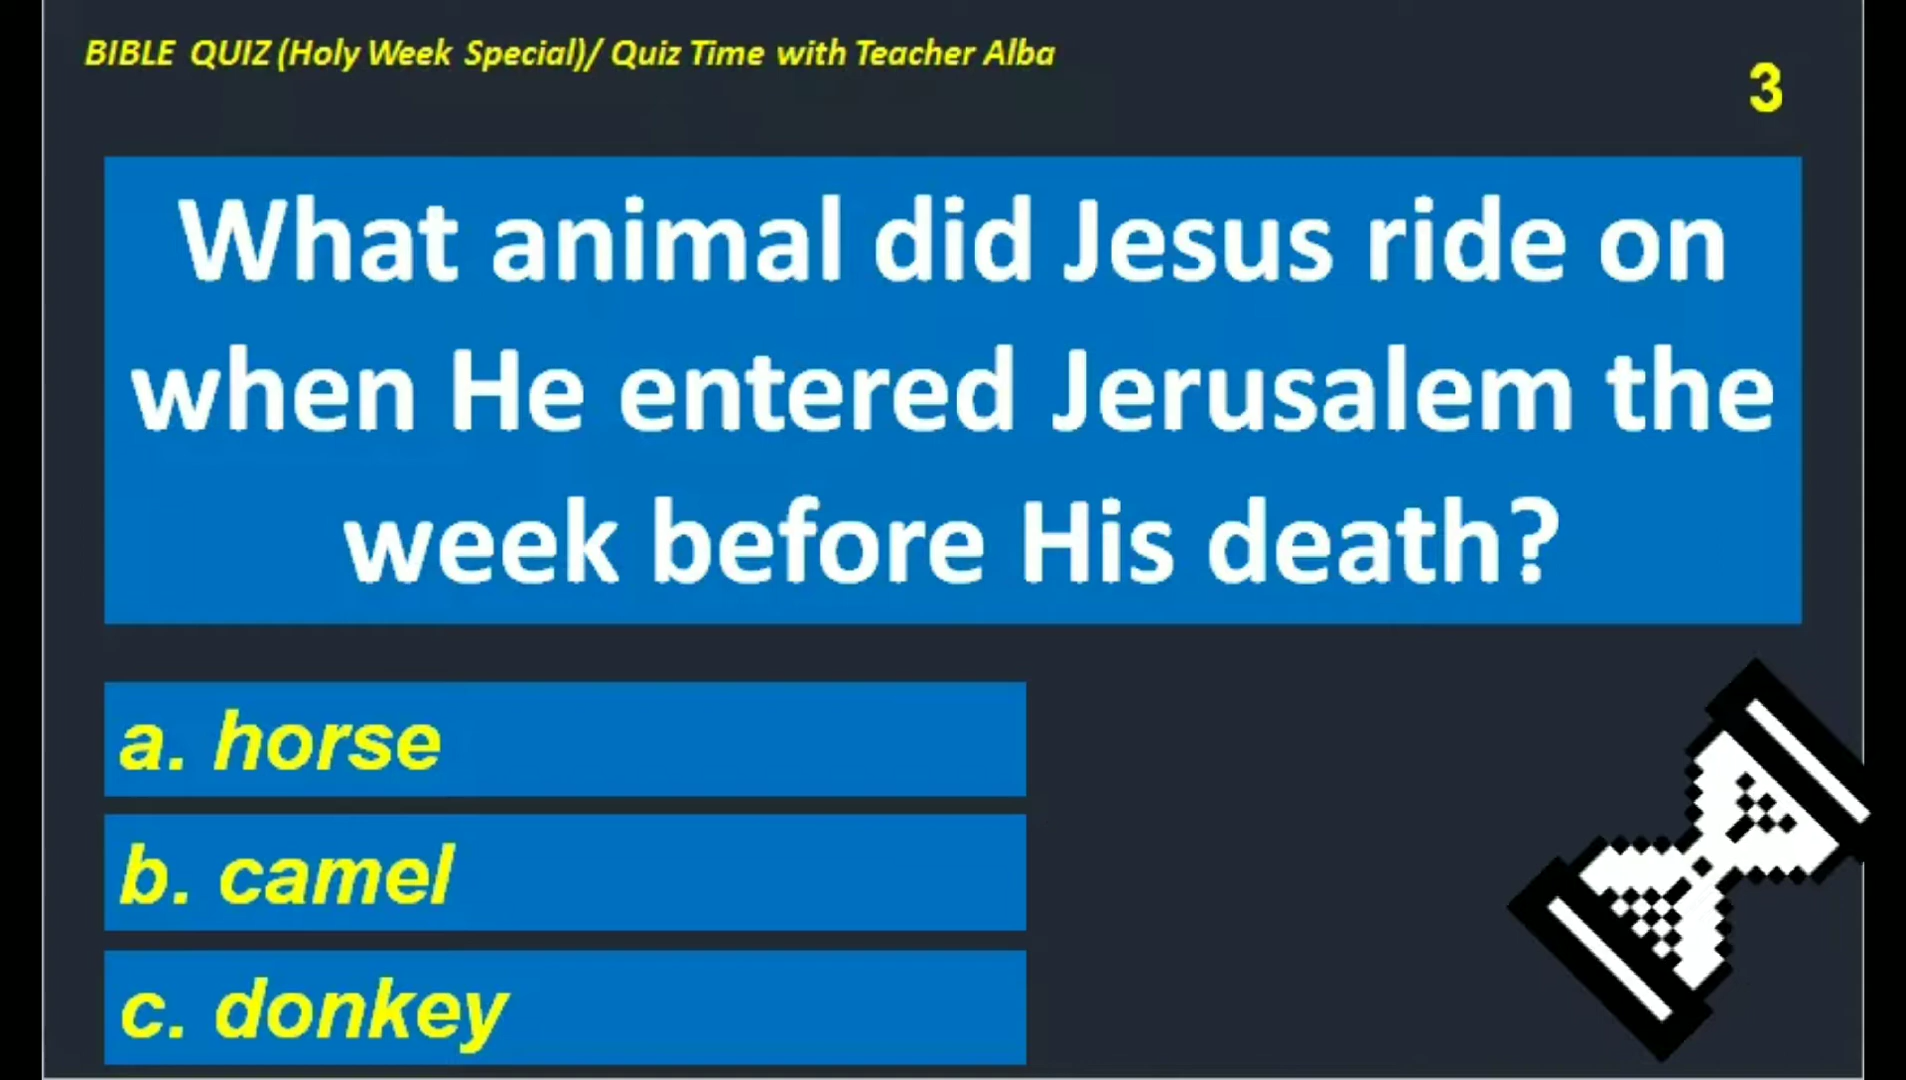 BIBLE QUIZ (Holy Week Special)/ Quiz Time with Teacher Alba
3
What animal did Jesus ride on
when He entered Jerusalem the
week before His death?
a. horse
b. camel
c. donkey